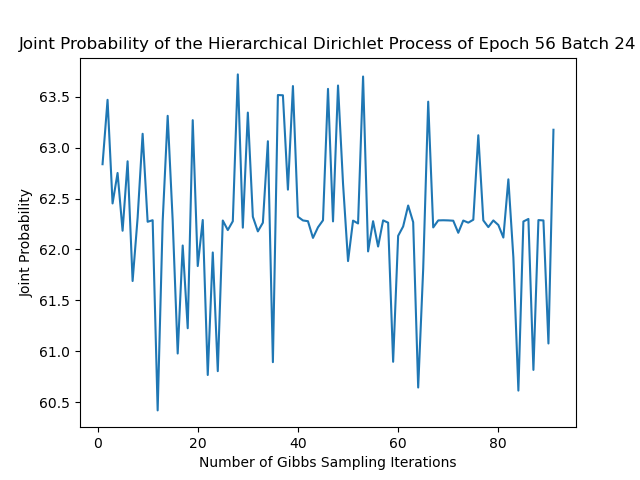 Joint Probability of the Hierarchical Dirichlet Process of Epoch 56 Batch 24
63.5
63.0
62.5
62.0
61.5
61.0
60.5
Joint Probability
0 20 40 60 80
Number of Gibbs Sampling Iterations